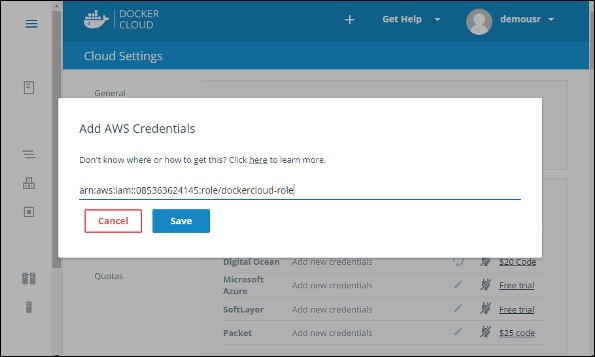 DOCKER
CLOUD
+ Get Help demousr
Cloud Settings
General
Add AWS Credentials
Don't know where or how to get this? Click here to learn more.
arn:aws:iam::085363624145:role/dockercloud-role
Cancel Save
Digital Ocean Add new credentials $20 Code
Quotas
Microsoft
Azure Add new credentials Free trial
SoftLayer Add new credentials Free trial
Packet Add new credentials $25 code